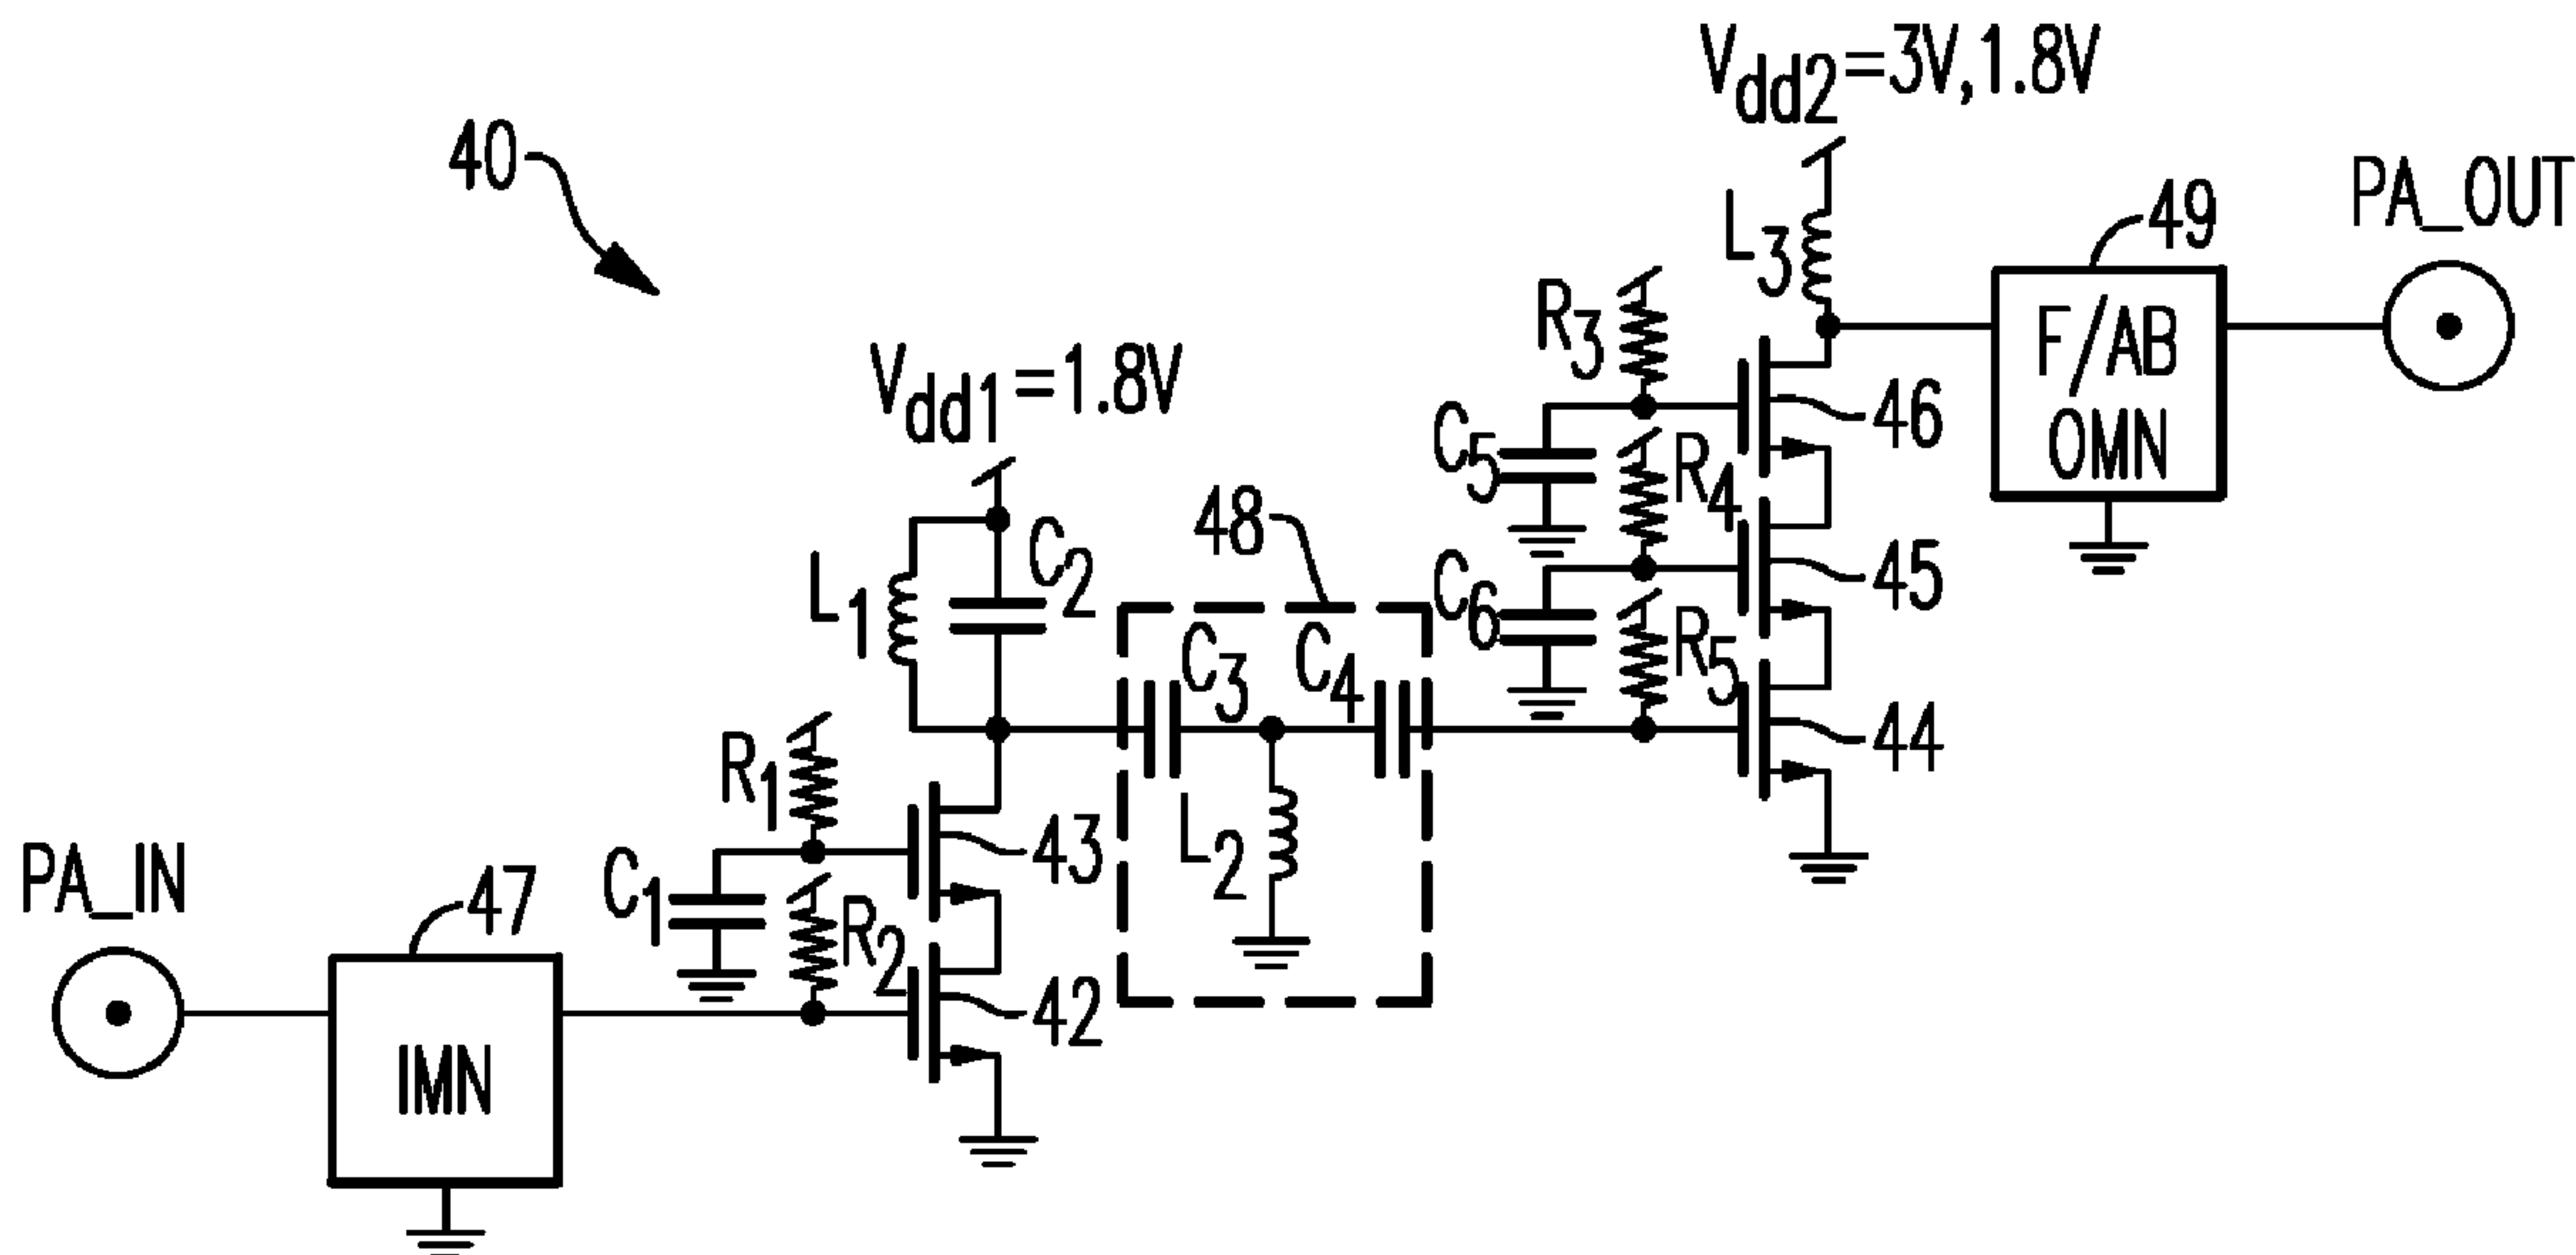 40
Vdd2=3V,1.8V
PA_OUT
49
L3
F/AB
OMN
R3
46
C5
R4
45
C6
R5
44
Vdd1=1.8V
48
L1
C2
C3
C4
L2
R1
43
C1
R2
42
PA_IN
47
IMN